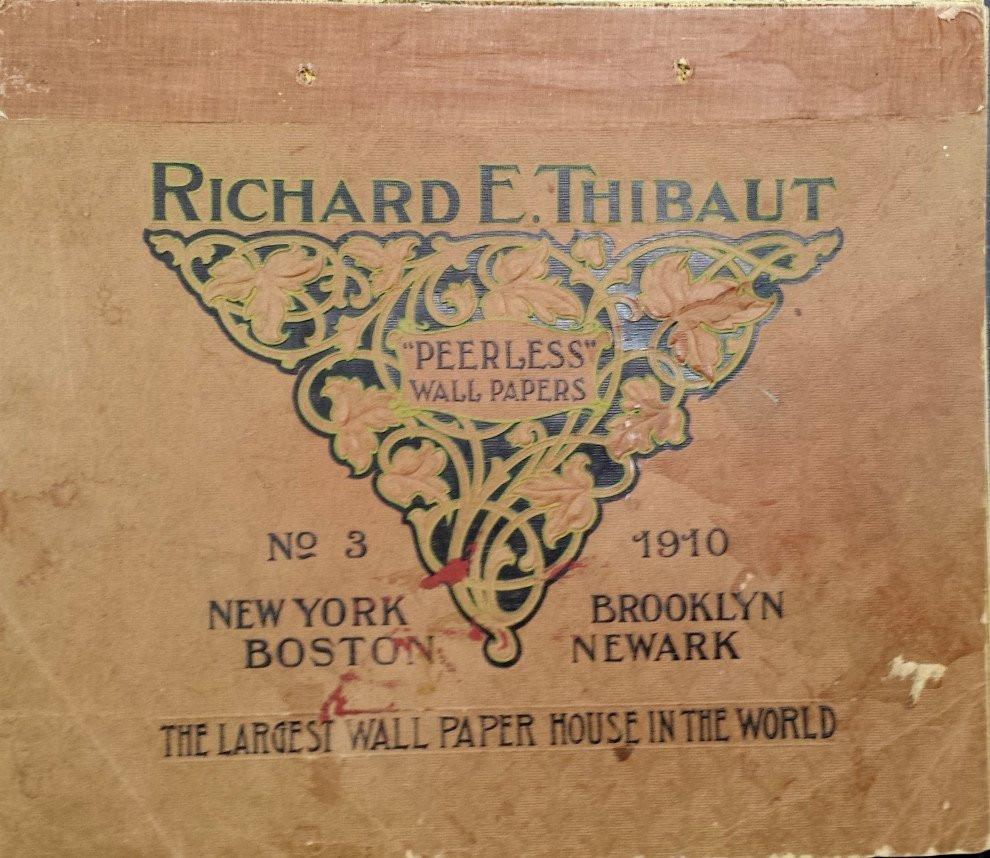 RICHARD E. THIBAUT
"PEERLESS"
WALL PAPERS
Nº 3 1910
NEW YORK BROOKLYN
BOSTON NEWARK
THE LARGEST WALL PAPER HOUSE IN THE WORLD